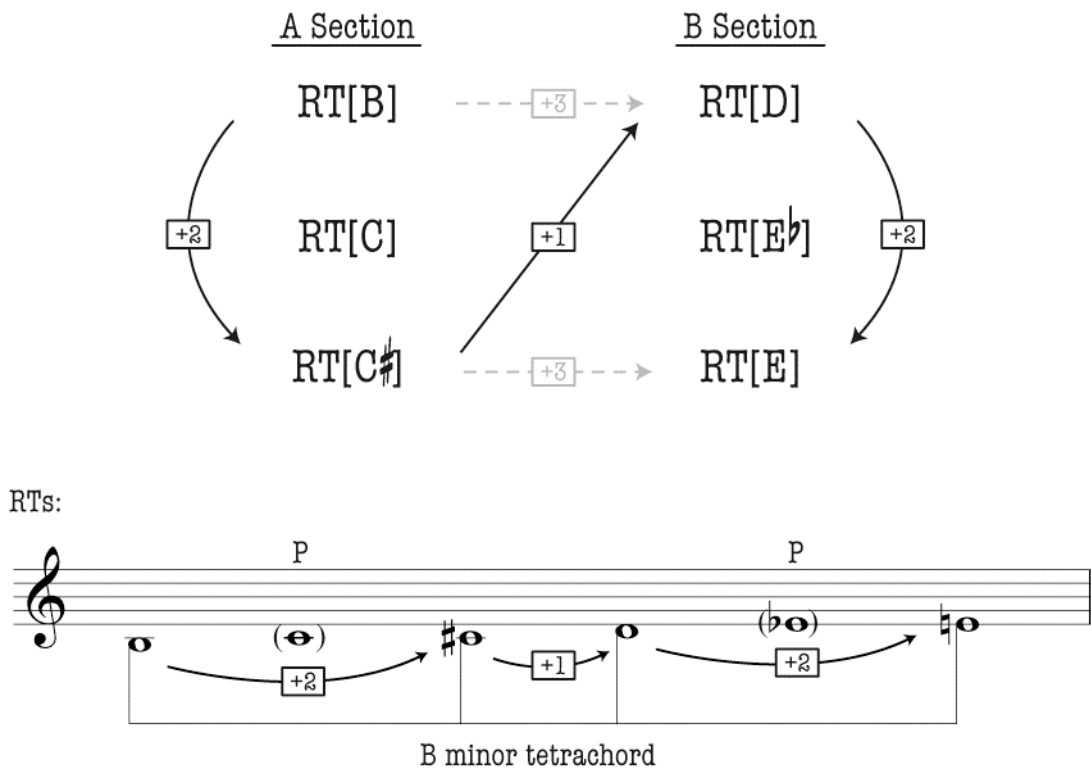 A Section B Section
RT[B] +3 RT[D]
+2 RT[C] +1 RT[E♭] +2
RT[C♯] +3 RT[E]
RTs:
P P
+2 +1 +2
B minor tetrachord